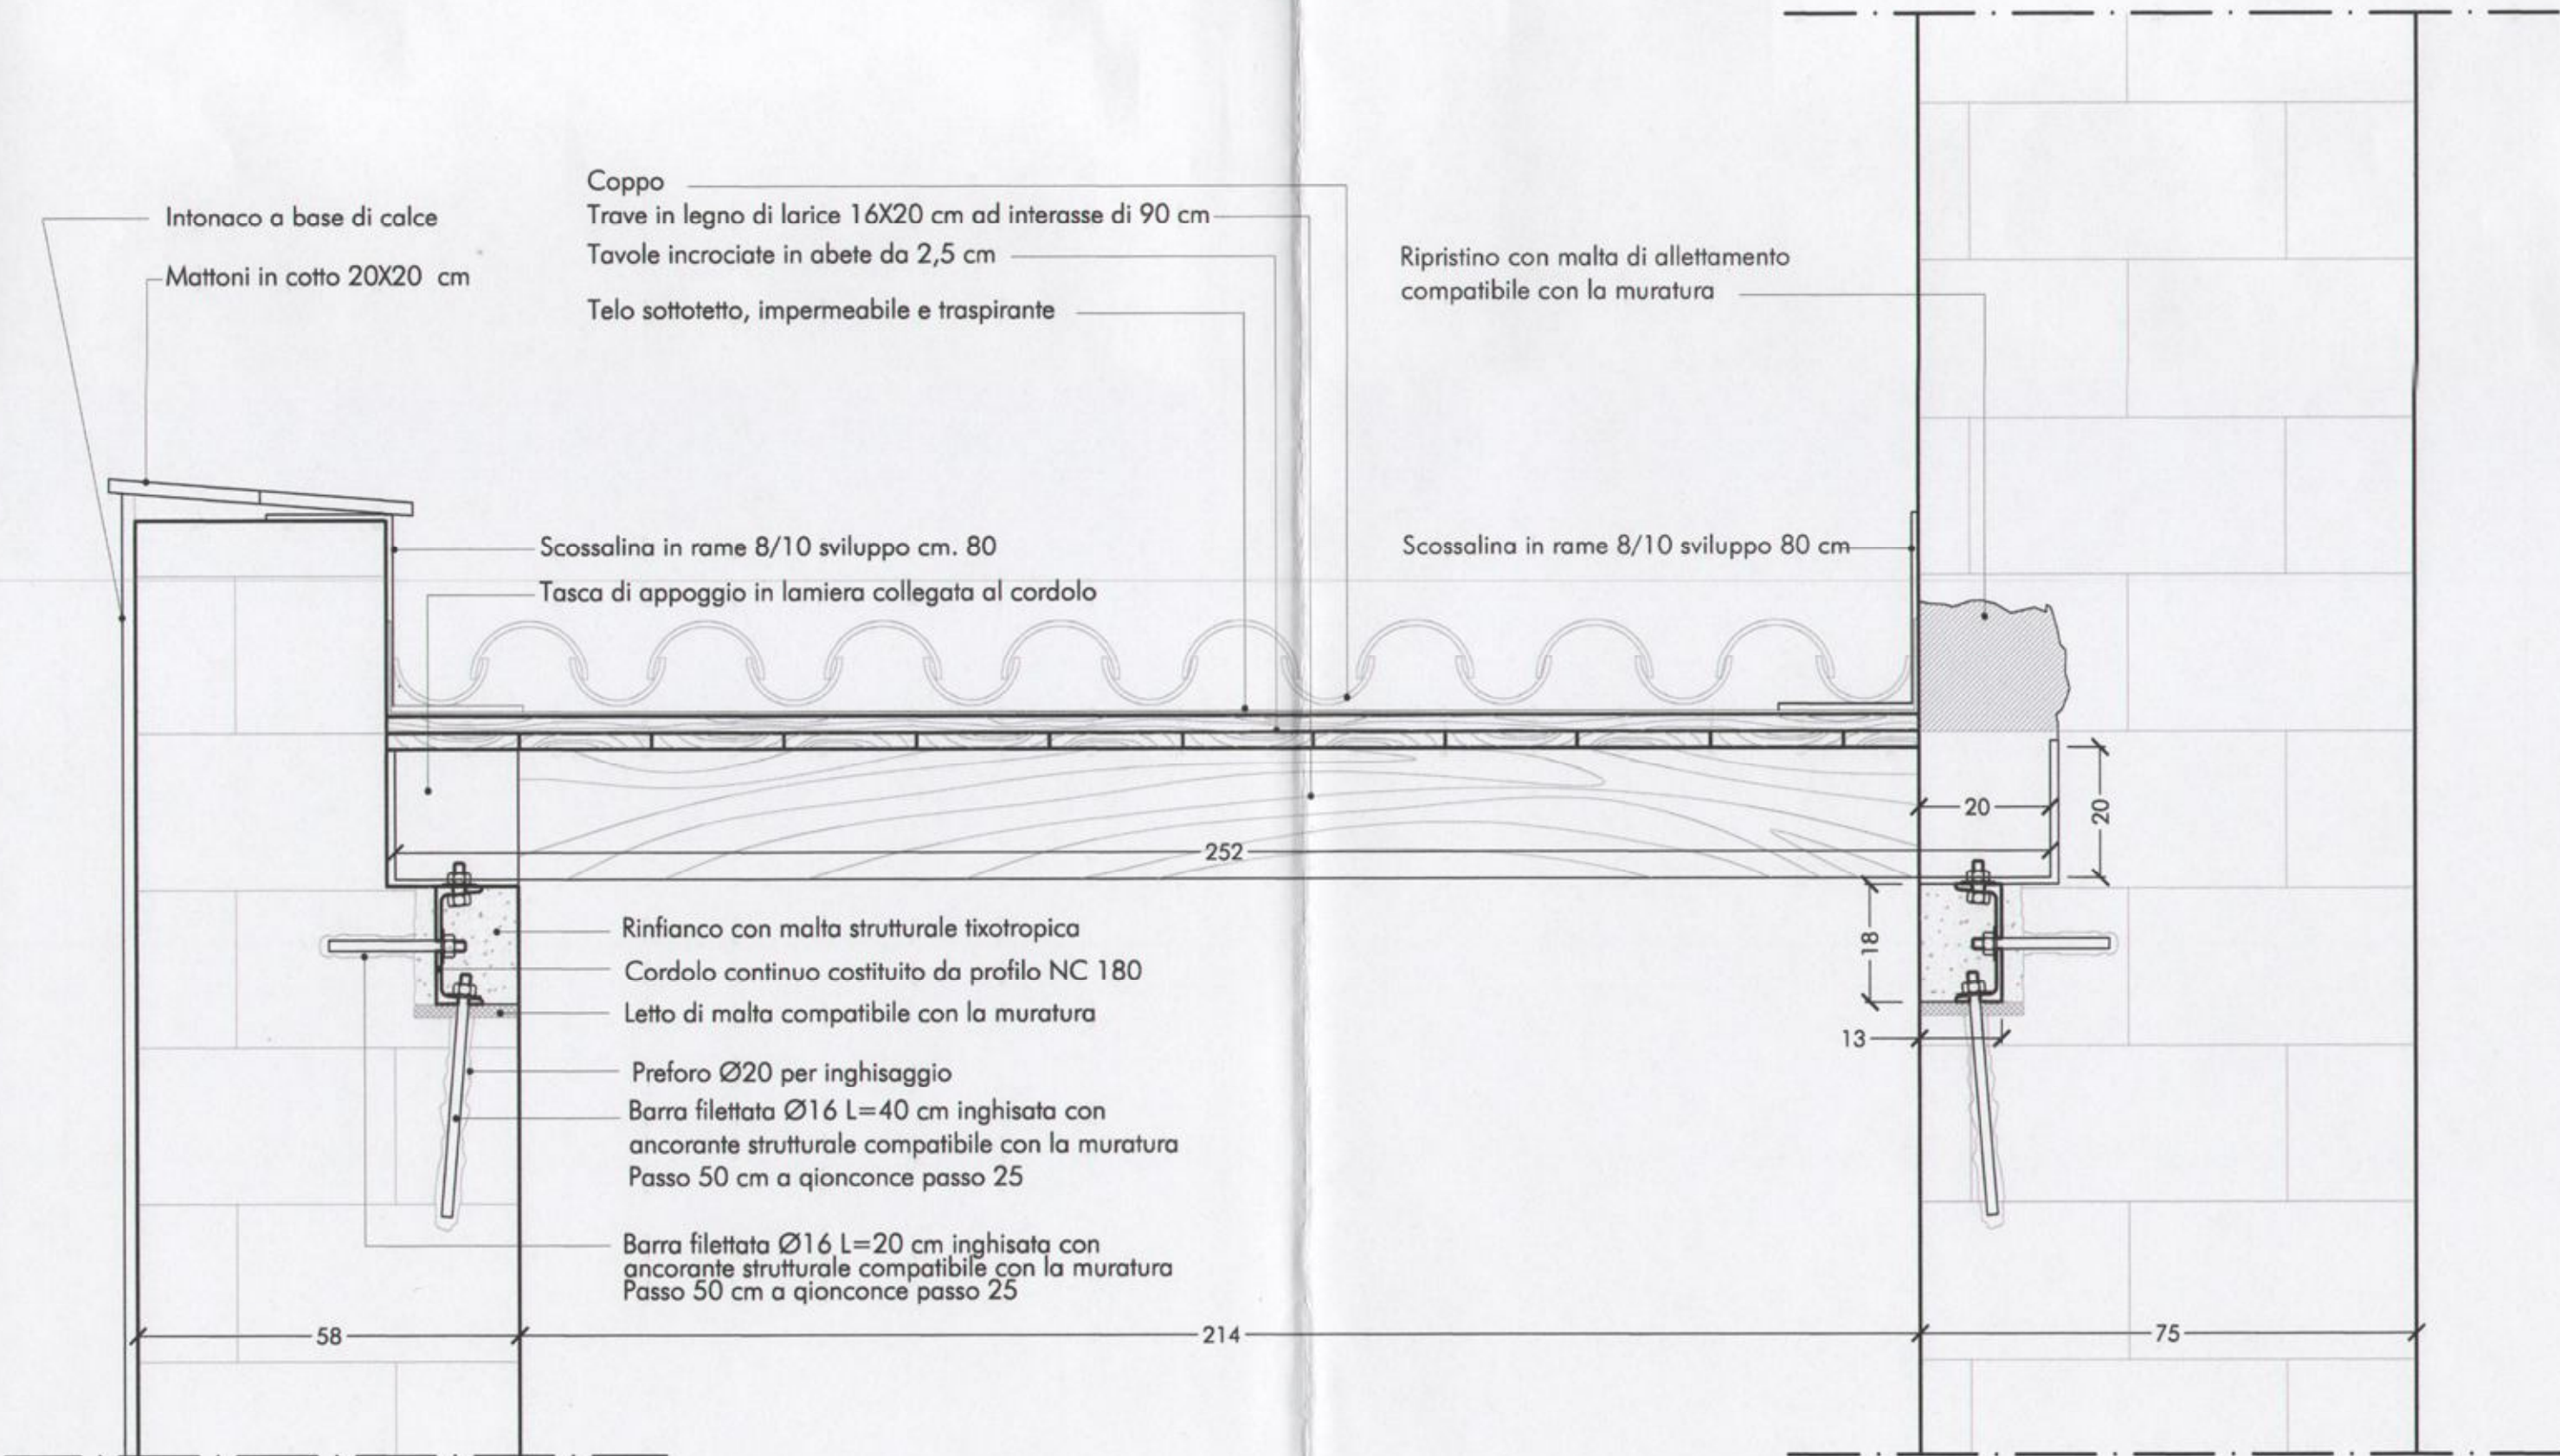 Intonaco a base di calce
Mattoni in cotto 20X20 cm
Coppo
Trave in legno di larice 16X20 cm ad interasse di 90 cm
Tavole incrociate in abete da 2,5 cm
Telo sottotetto, impermeabile e traspirante
Ripristino con malta di allettamento
compatibile con la muratura
Scossalina in rame 8/10 sviluppo cm. 80
Tasca di appoggio in lamiera collegata al cordolo
Scossalina in rame 8/10 sviluppo 80 cm
20
20
252
18
13
Rinfianco con malta strutturale tixotropica
Cordolo continuo costituito da profilo NC 180
Letto di malta compatibile con la muratura
Preforo Ø20 per inghisaggio
Barra filettata Ø16 L=40 cm inghisata con
ancorante strutturale compatibile con la muratura
Passo 50 cm a qionconce passo 25
Barra filettata Ø16 L=20 cm inghisata con
ancorante strutturale compatibile con la muratura
Passo 50 cm a qionconce passo 25
58
214
75